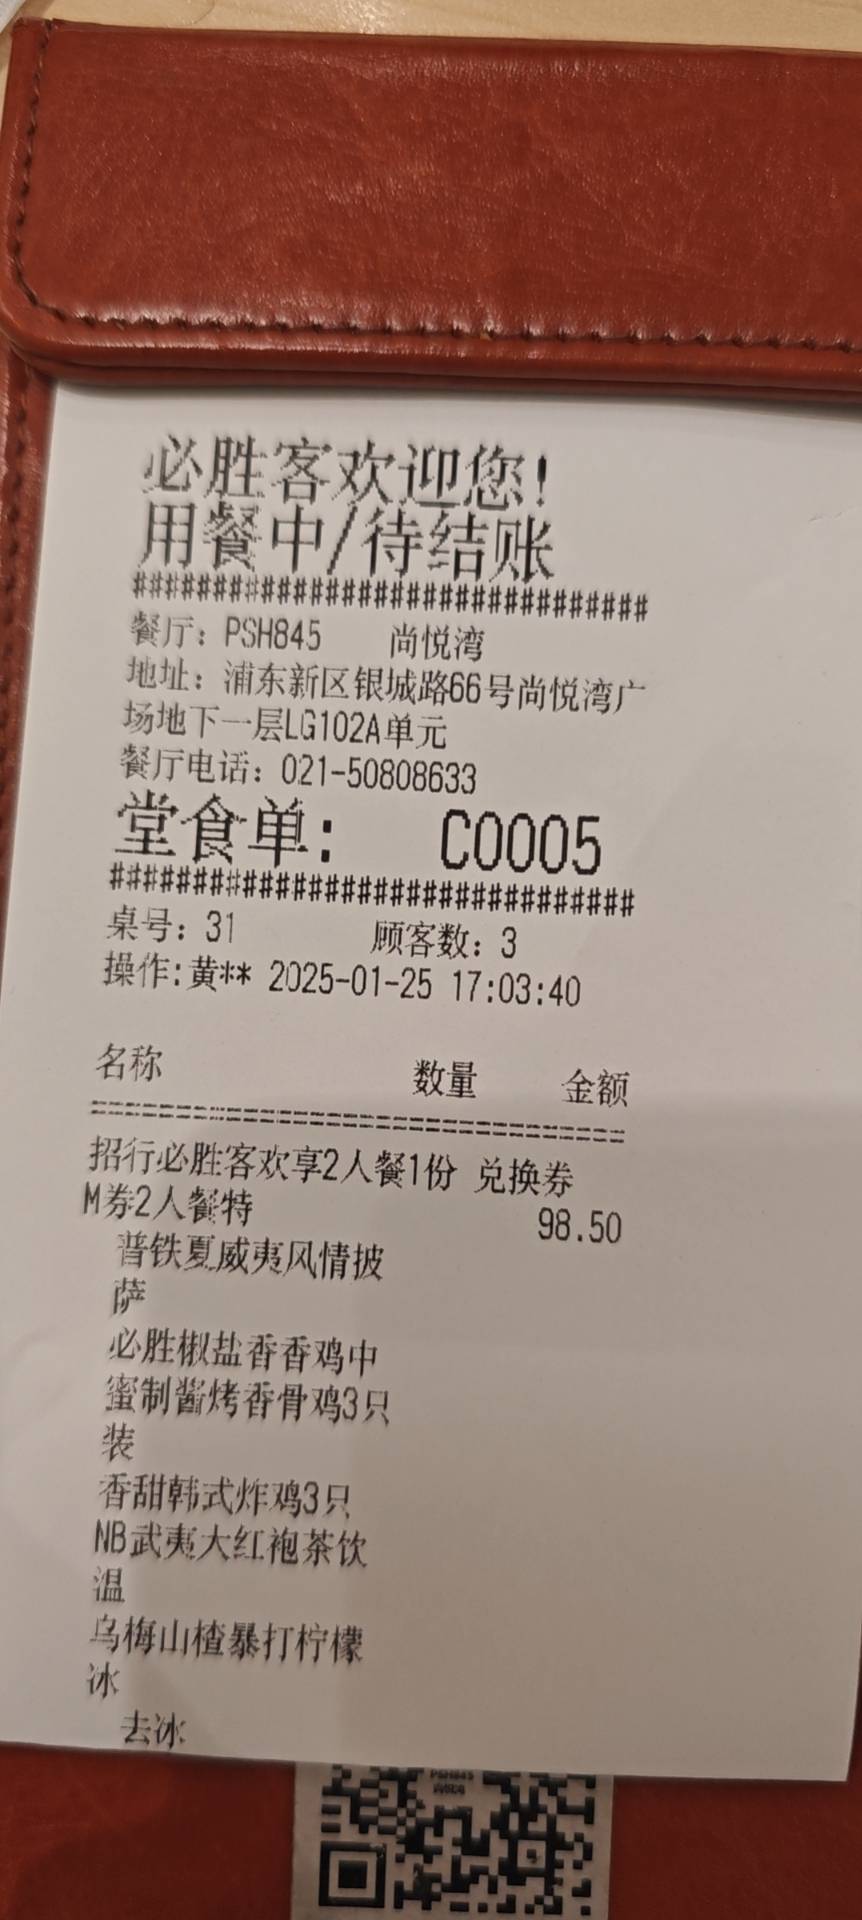 必胜客欢迎您!
用餐中/待结账
################################
餐厅: PSH845 尚悦湾
地址: 浦东新区银城路66号尚悦湾广
场地下一层LG102A单元
餐厅电话: 021-50808633
堂食单: C0005
################################
桌号: 31 顾客数: 3
操作:黄** 2025-01-25 17:03:40
名称 数量 金额
================================
招行必胜客欢享2人餐1份 兑换券
M券2人餐特 98.50
普铁夏威夷风情披
萨
必胜椒盐香香鸡中
蜜制酱烤香骨鸡3只
装
香甜韩式炸鸡3只
NB武夷大红袍茶饮
温
乌梅山楂暴打柠檬
冰
去冰
PSH845